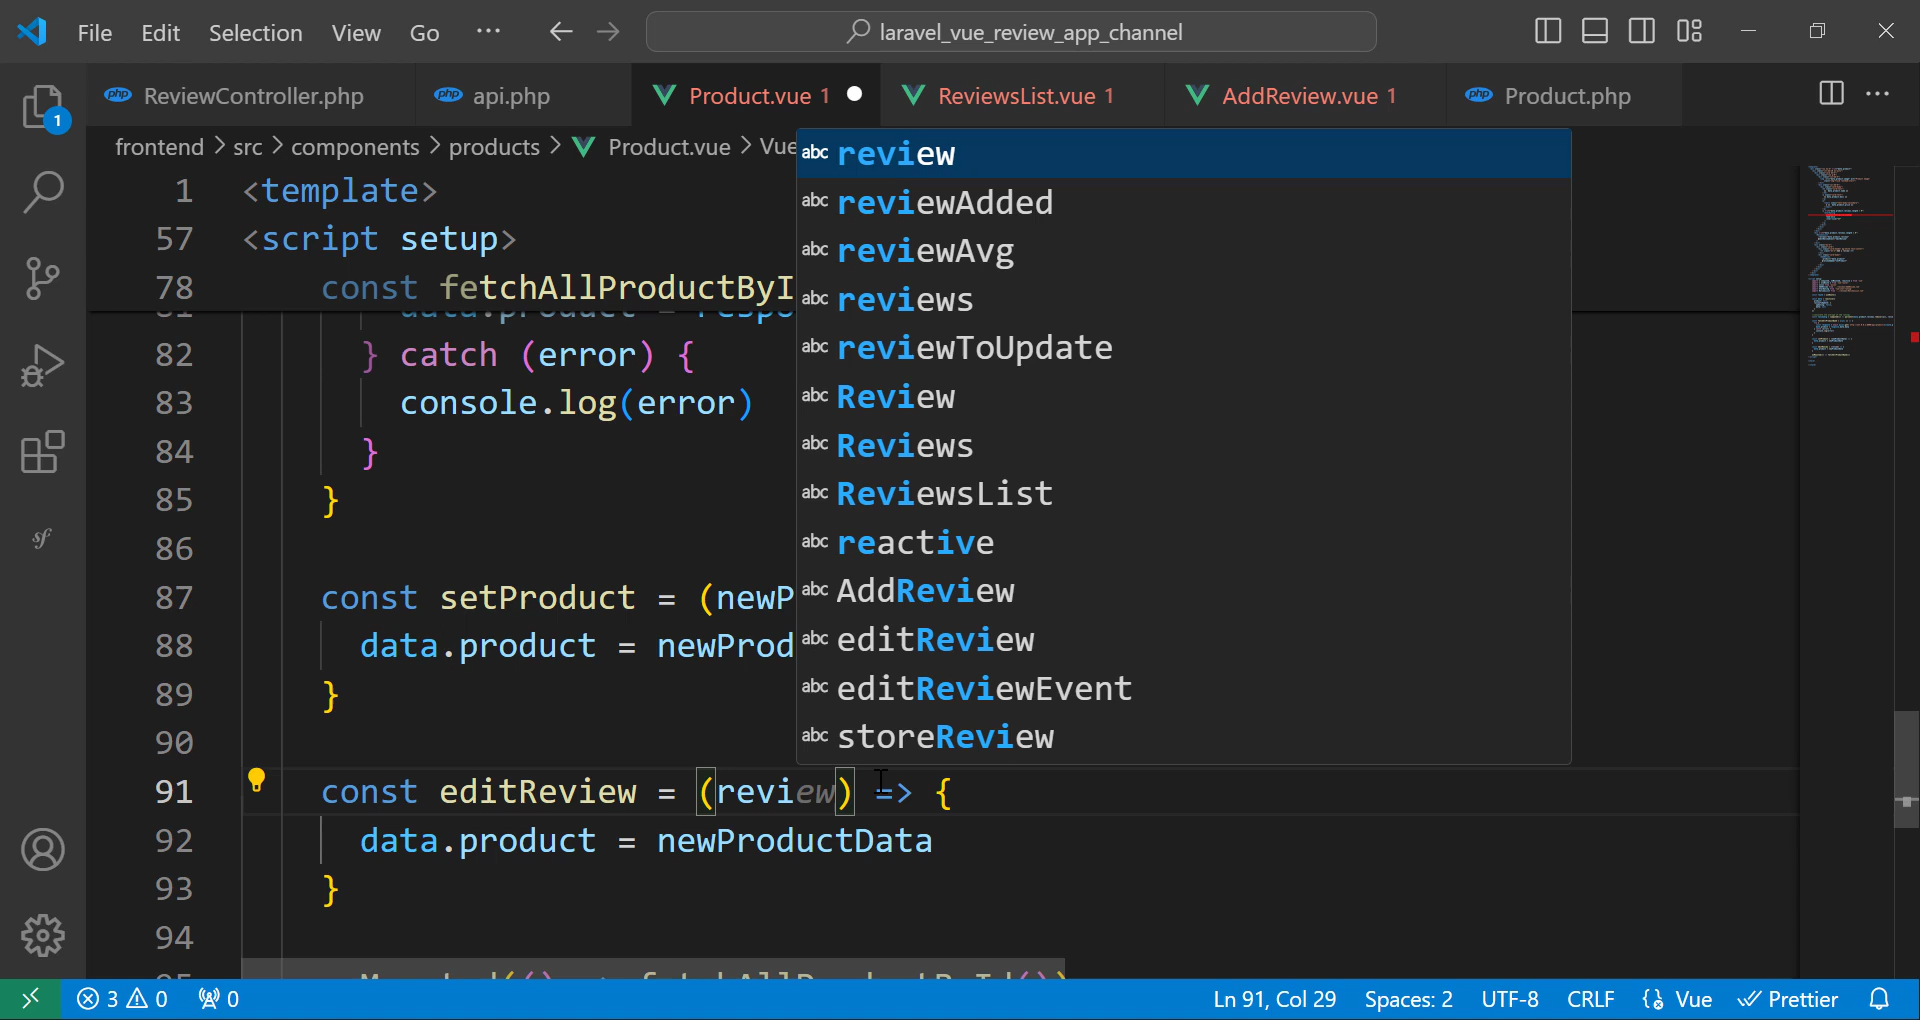 File Edit Selection View Go ··· laravel_vue_review_app_channel
php ReviewController.php php api.php Product.vue 1 ReviewsList.vue 1 AddReview.vue 1 php Product.php ···
1
frontend > src > components > products > Product.vue > Vue
1 <template>
57 <script setup>
78 const fetchAllProductByI
82 } catch (error) {
83 console.log(error)
84 }
85 }
86
87 const setProduct = (newP
88 data.product = newProd
89 }
90
91 const editReview = (review) => {
92 data.product = newProductData
93 }
94
abc review
abc reviewAdded
abc reviewAvg
abc reviews
abc reviewToUpdate
abc Review
abc Reviews
abc ReviewsList
abc reactive
abc AddReview
abc editReview
abc editReviewEvent
abc storeReview
sf
3 0 0 Ln 91, Col 29 Spaces: 2 UTF-8 CRLF Vue Prettier